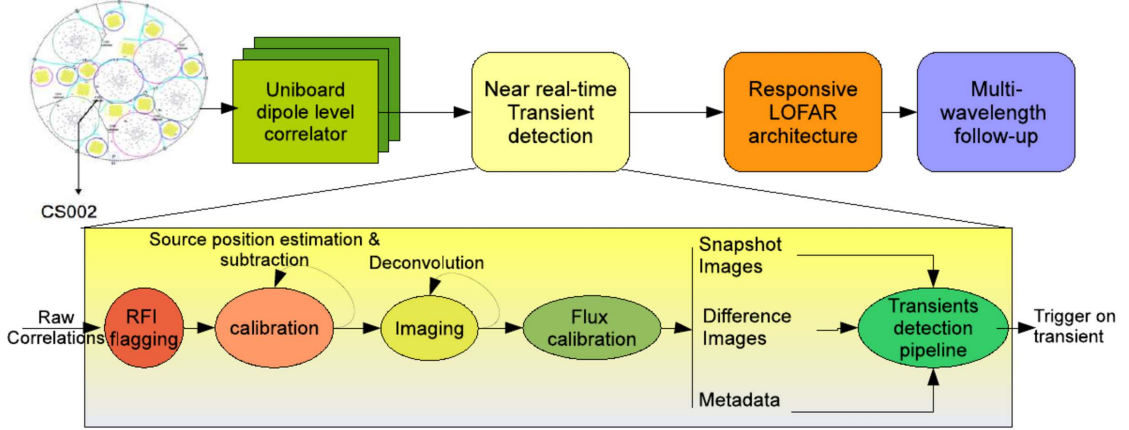 Uniboard
dipole level
correlator
Near real-time
Transient
detection
Responsive
LOFAR
architecture
Multi-
wavelength
follow-up
CS002
Source position estimation &
subtraction
Deconvolution
Snapshot
Images
Raw
Correlations
RFI
flagging
calibration
Imaging
Flux
calibration
Difference
Images
Transients
detection
pipeline
Trigger on
transient
Metadata